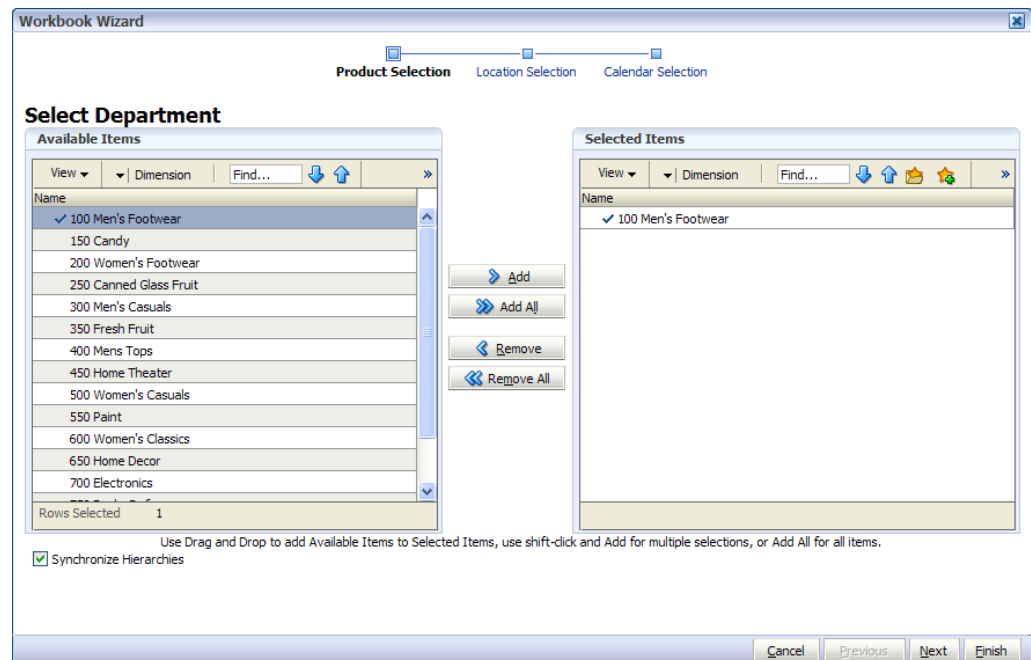 Workbook Wizard
Product Selection Location Selection Calendar Selection
Select Department
Available Items
View Dimension Find... »
Name
100 Men's Footwear
150 Candy
200 Women's Footwear
250 Canned Glass Fruit
300 Men's Casuals
350 Fresh Fruit
400 Mens Tops
450 Home Theater
500 Women's Casuals
550 Paint
600 Women's Classics
650 Home Decor
700 Electronics
Rows Selected 1
Add
Add All
Remove
Remove All
Selected Items
View Dimension Find... »
Name
100 Men's Footwear
Use Drag and Drop to add Available Items to Selected Items, use shift-click and Add for multiple selections, or Add All for all items.
Synchronize Hierarchies
Cancel Previous Next Finish